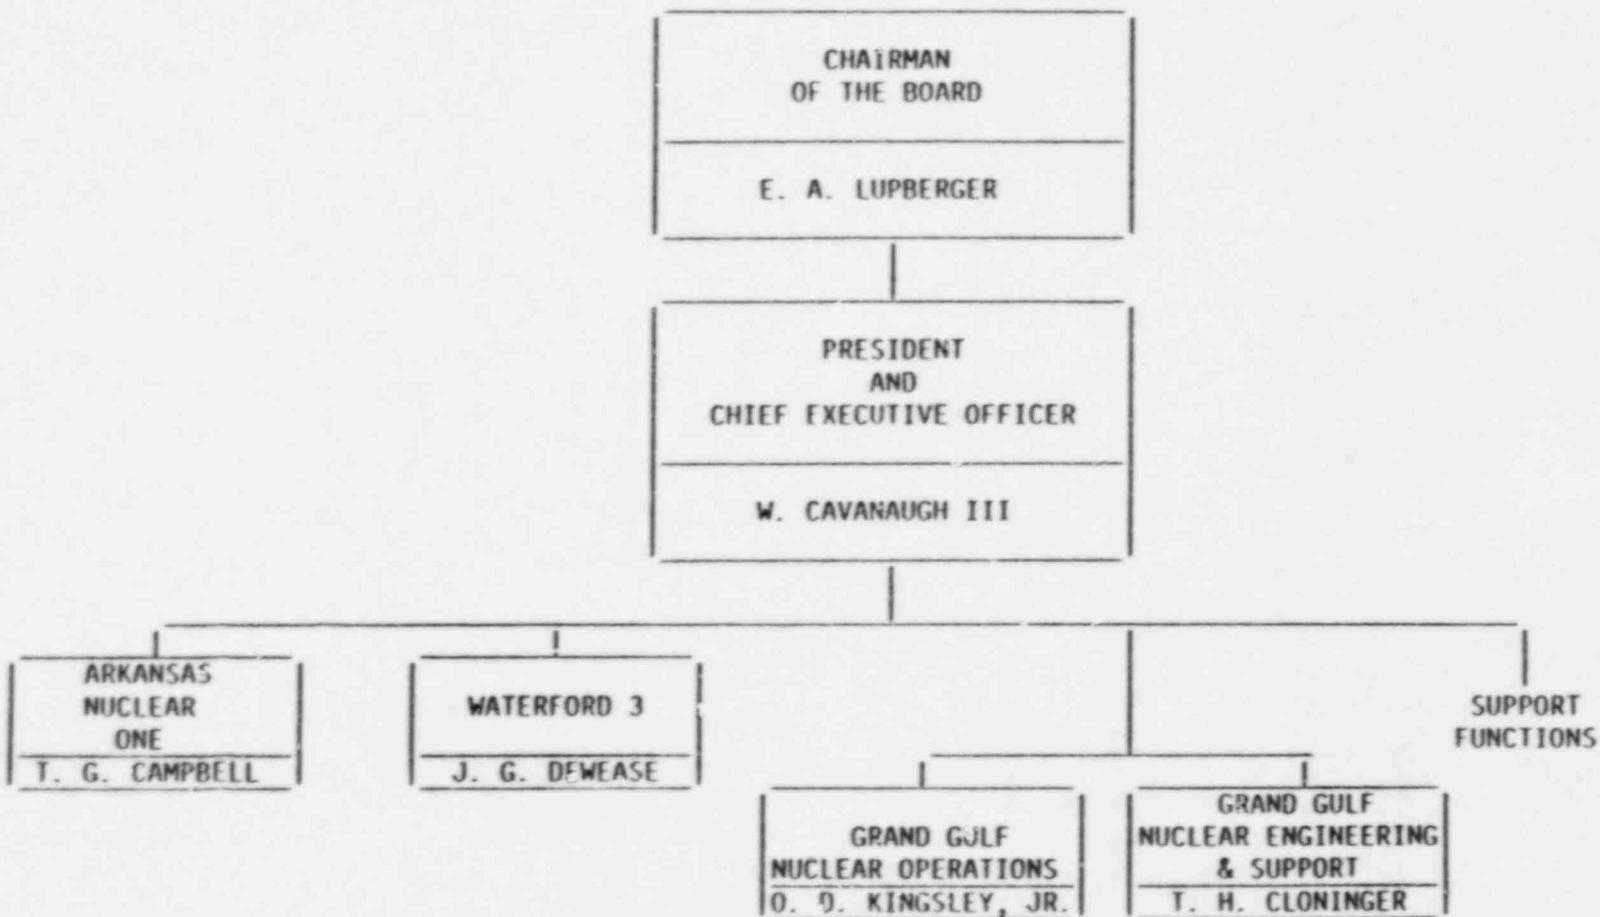 CHAIRMAN
OF THE BOARD
E. A. LUPBERGER
PRESIDENT
AND
CHIEF EXECUTIVE OFFICER
W. CAVANAUGH III
ARKANSAS
NUCLEAR
ONE
T. G. CAMPBELL
WATERFORD 3
J. G. DEWEASE
GRAND GULF
NUCLEAR OPERATIONS
O. D. KINGSLEY, JR.
GRAND GULF
NUCLEAR ENGINEERING
& SUPPORT
T. H. CLONINGER
SUPPORT
FUNCTIONS